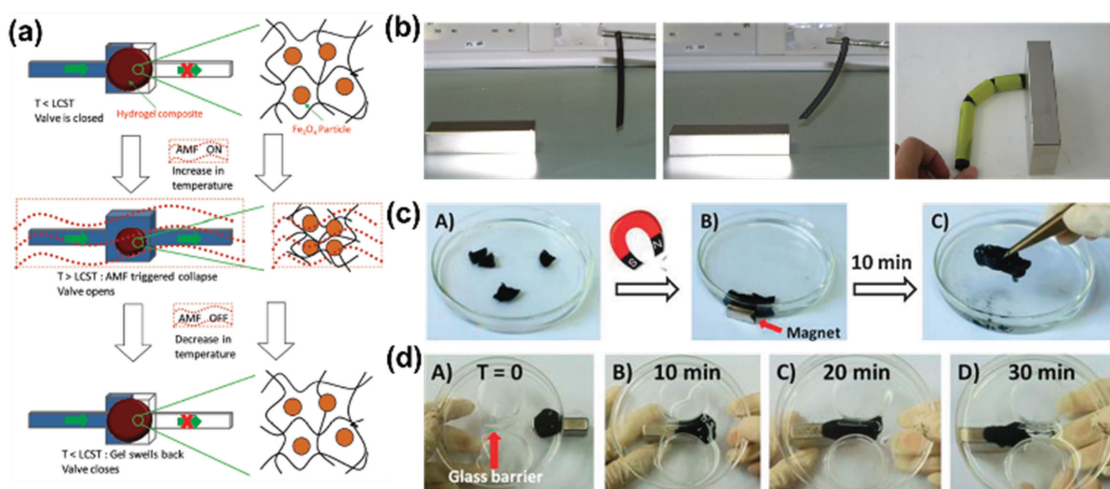 (a)
T < LCST
Valve is closed
Hydrogel composite
Fe3O4 Particle
AMF ON
Increase in
temperature
T > LCST : AMF triggered collapse
Valve opens
AMF OFF
Decrease in
temperature
T < LCST : Gel swells back
Valve closes
(b)
(c)
A)
S
N
B)
Magnet
10 min
C)
(d)
A)
T = 0
Glass barrier
B)
10 min
C)
20 min
D)
30 min